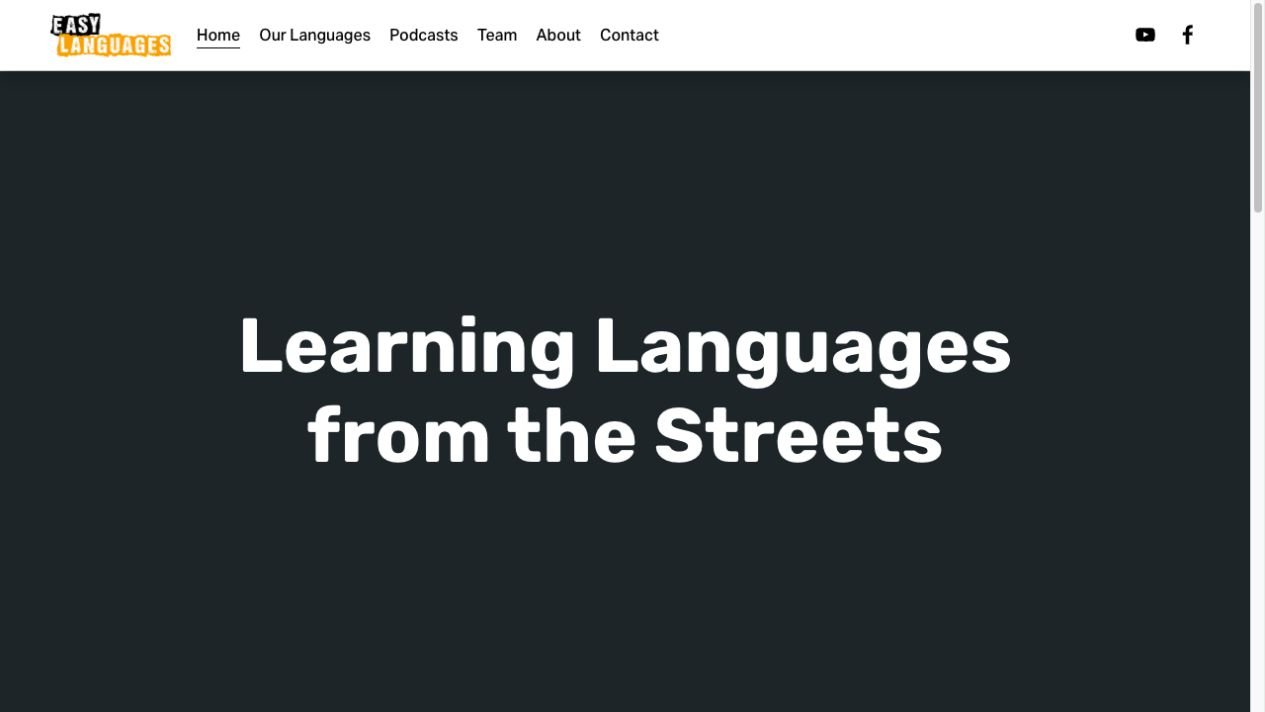 EASY
LANGUAGES
Home Our Languages Podcasts Team About Contact
Learning Languages
from the Streets